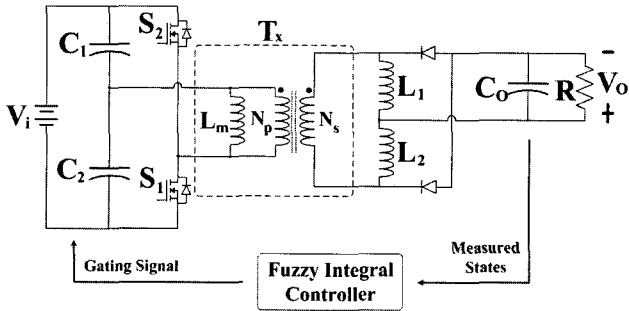 S2
Tx
C1
Vi
Lm
Np
Ns
L1
CO
R
-
VO
+
C2
S1
L2
Gating Signal
Fuzzy Integral
Controller
Measured
States